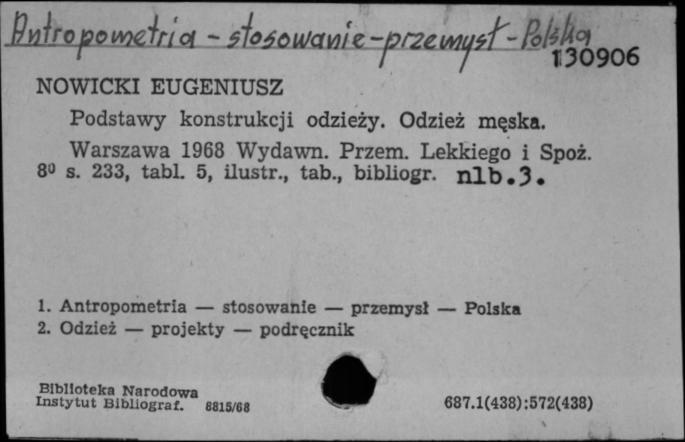 Antropometria - stosowanie - przemysł - Polska
130906
NOWICKI EUGENIUSZ
Podstawy konstrukcji odzieży. Odzież męska.
Warszawa 1968 Wydawn. Przem. Lekkiego i Spoż.
8⁰ s. 233, tabl. 5, ilustr., tab., bibliogr. nlb.3.
1. Antropometria — stosowanie — przemysł — Polska
2. Odzież — projekty — podręcznik
Biblioteka Narodowa
Instytut Bibliograf. 8815/68
687.1(438):572(438)